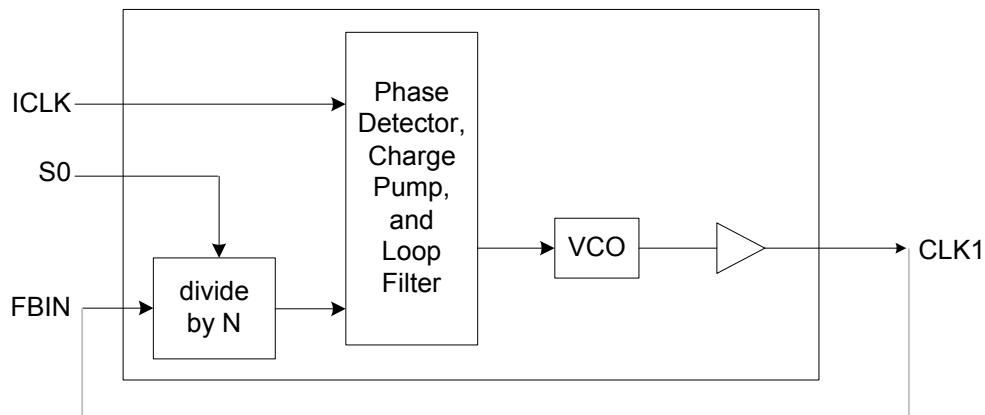 ICLK
S0
FBIN
divide
by N
Phase
Detector,
Charge
Pump,
and
Loop
Filter
VCO
CLK1